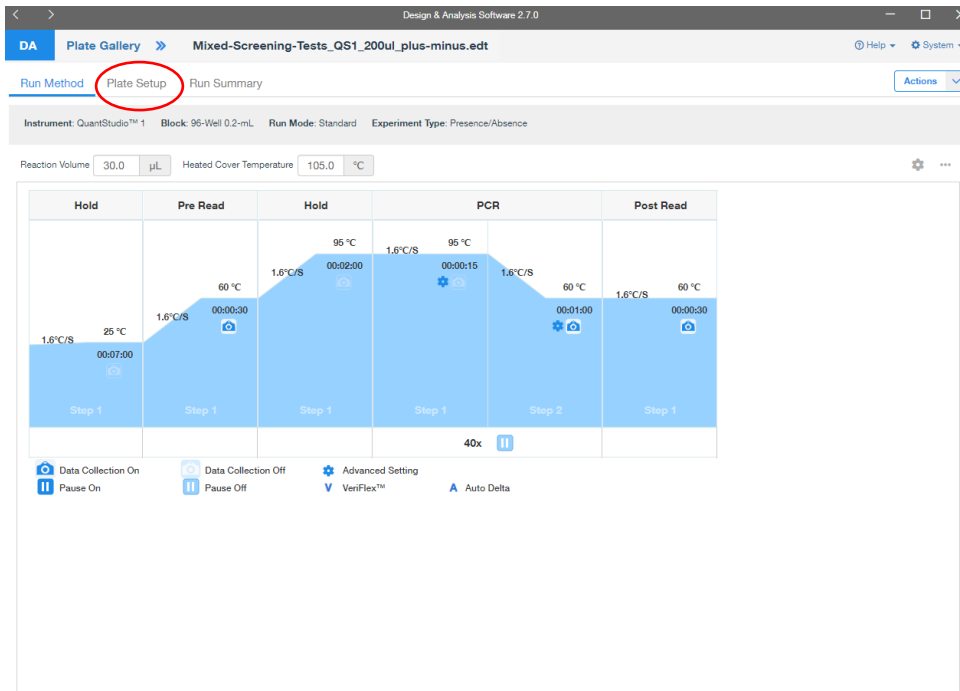 Design & Analysis Software 2.7.0
DA Plate Gallery Mixed-Screening-Tests_QS1_200ul_plus-minus.edt Help System
Run Method Plate Setup Run Summary Actions
Instrument: QuantStudio™ 1 Block: 96-Well 0.2-mL Run Mode: Standard Experiment Type: Presence/Absence
Reaction Volume 30.0 µL Heated Cover Temperature 105.0 °C
Hold Pre Read Hold PCR Post Read
95 °C 95 °C
1.6°C/S
00:02:00 00:00:15
1.6°C/S 1.6°C/S
60 °C 60 °C 60 °C
1.6°C/S
00:00:30 00:01:00 00:00:30
1.6°C/S
25 °C
1.6°C/S
00:07:00
Step 1 Step 1 Step 1 Step 1 Step 2 Step 1
40x
Data Collection On Data Collection Off Advanced Setting
Pause On Pause Off V VeriFlex™ A Auto Delta